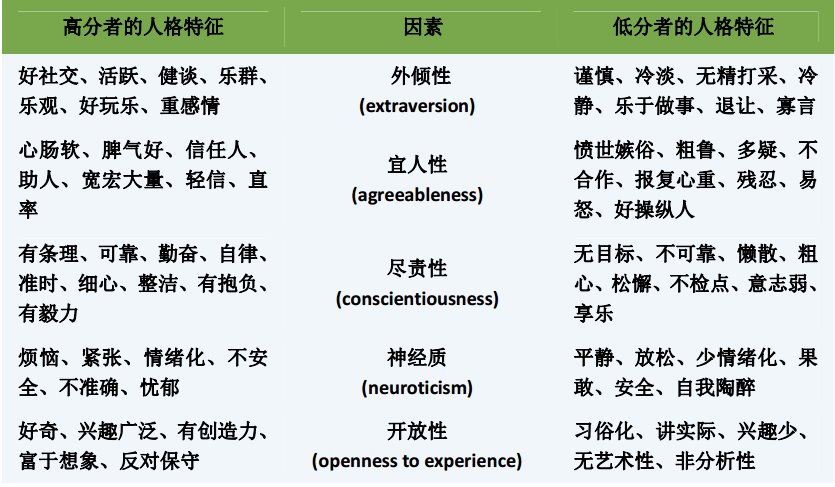 高分者的人格特征 因素 低分者的人格特征
好社交、活跃、健谈、乐群、
乐观、好玩乐、重感情
外倾性
(extraversion)
谨慎、冷淡、无精打采、冷
静、乐于做事、退让、寡言
心肠软、脾气好、信任人、
助人、宽宏大量、轻信、直
率
宜人性
(agreeableness)
愤世嫉俗、粗鲁、多疑、不
合作、报复心重、残忍、易
怒、好操纵人
有条理、可靠、勤奋、自律、
准时、细心、整洁、有抱负、
有毅力
尽责性
(conscientiousness)
无目标、不可靠、懒散、粗
心、松懈、不检点、意志弱、
享乐
烦恼、紧张、情绪化、不安
全、不准确、忧郁
神经质
(neuroticism)
平静、放松、少情绪化、果
敢、安全、自我陶醉
好奇、兴趣广泛、有创造力、
富于想象、反对保守
开放性
(openness to experience)
习俗化、讲实际、兴趣少、
无艺术性、非分析性